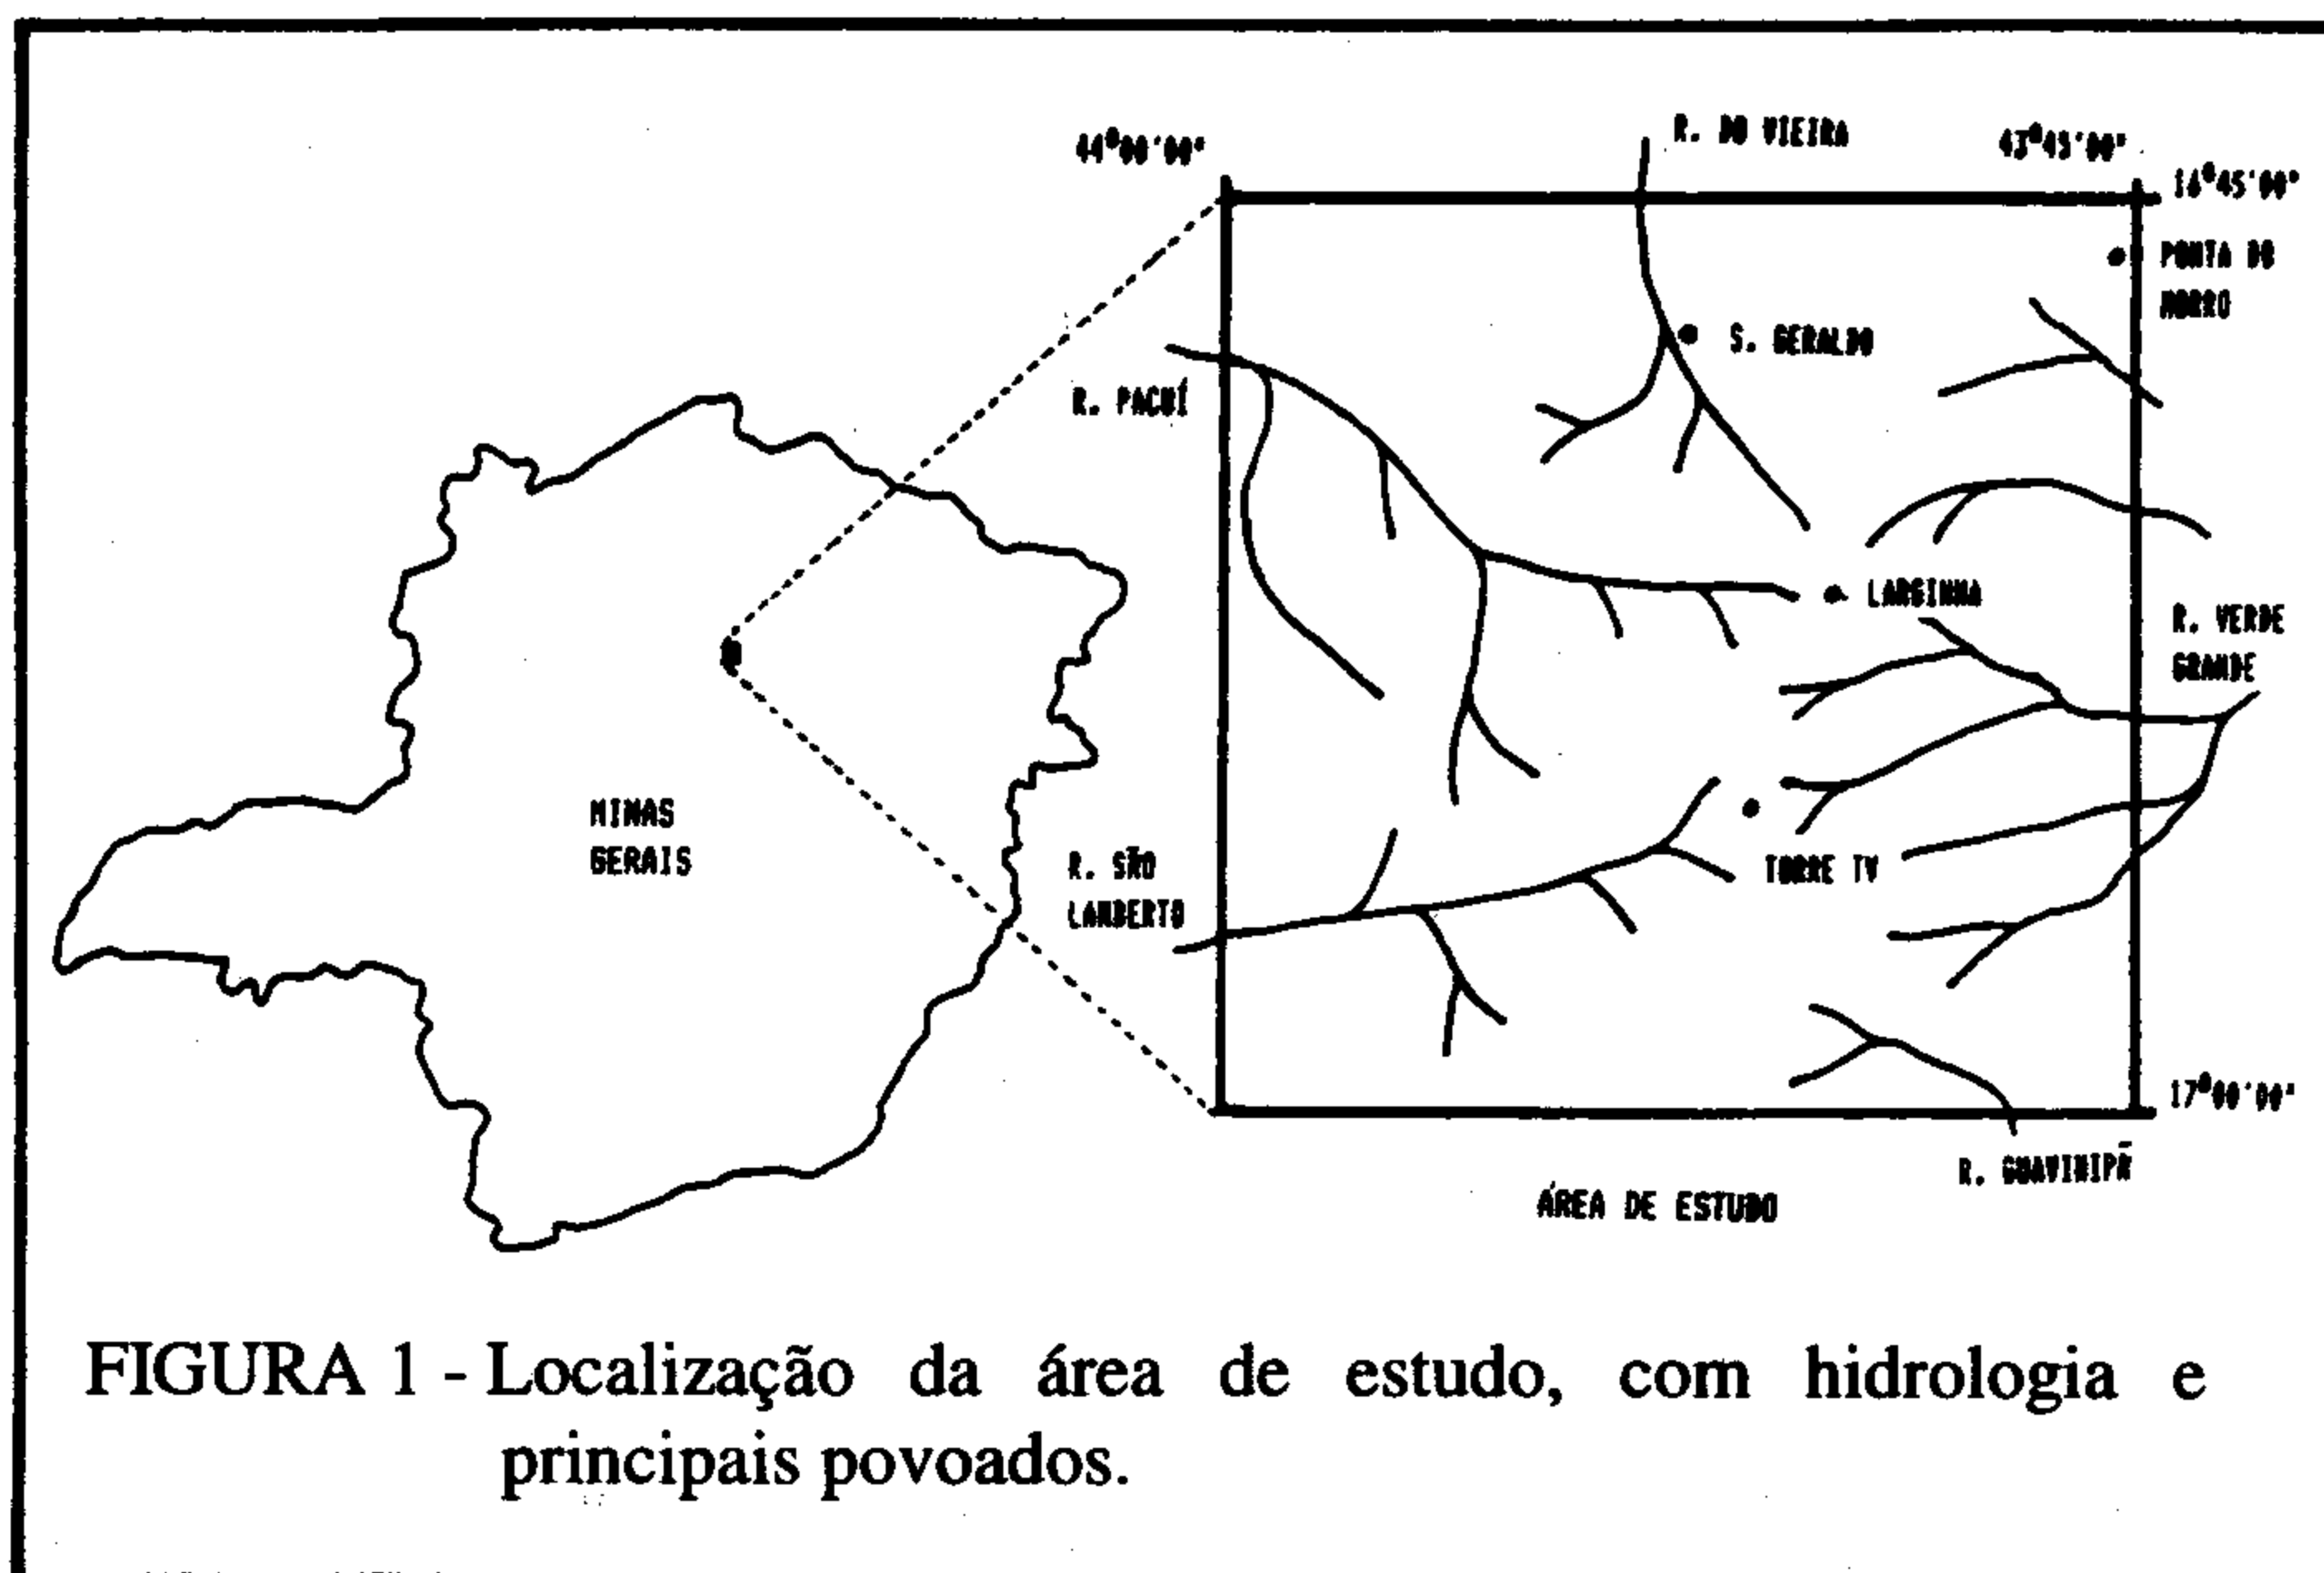 R. DO VIEIRA
44°00'00"
43°45'00"
16°45'00"
PONTA DO
MORRO
S. GERALDO
R. PACUÍ
LARGINHA
R. VERDE
GRANDE
MINAS
GERAIS
R. SÃO
LAMBERTO
TORRE TV
17°00'00"
R.
ÁREA DE ESTUDO
FIGURA 1 - Localização da área de estudo, com hidrologia e
principais povoados.